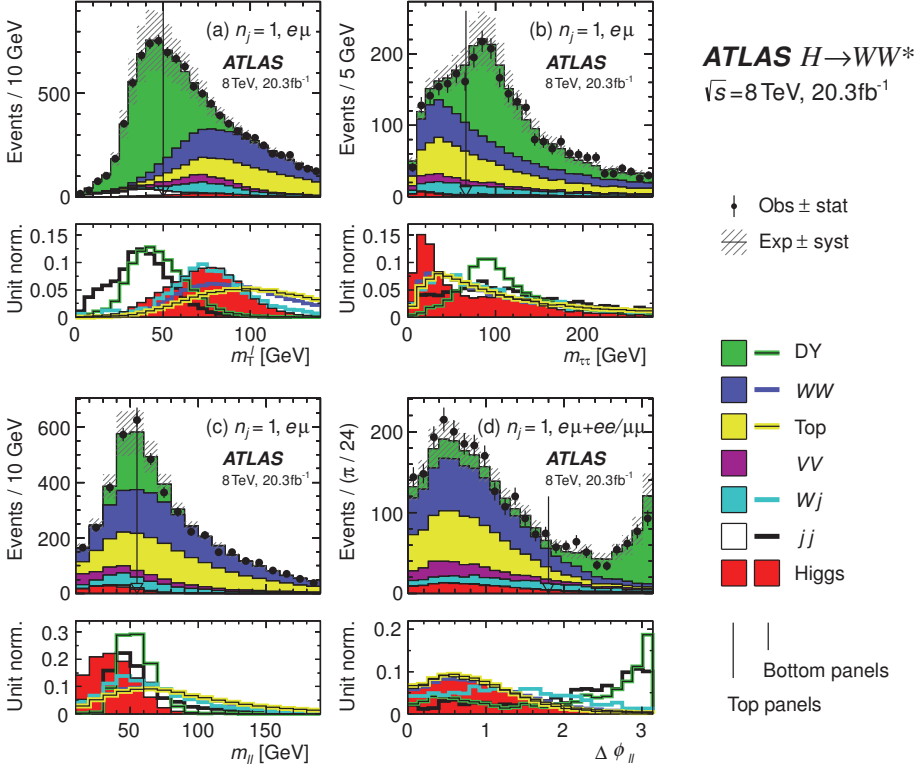 (a) n_j = 1, eμ
ATLAS
8 TeV, 20.3 fb⁻¹
Events / 10 GeV
500
0
Unit norm.
0.15
0.1
0.05
0
0 50 100
m_T^l [GeV]
(b) n_j = 1, eμ
ATLAS
8 TeV, 20.3 fb⁻¹
Events / 5 GeV
200
100
0
Unit norm.
0.15
0.1
0.05
0
0 100 200
m_ττ [GeV]
(c) n_j = 1, eμ
ATLAS
8 TeV, 20.3 fb⁻¹
Events / 10 GeV
600
400
200
0
Unit norm.
0.3
0.2
0.1
0
50 100 150
m_ll [GeV]
(d) n_j = 1, eμ+ee/μμ
ATLAS
8 TeV, 20.3 fb⁻¹
Events / (π / 24)
200
100
0
Unit norm.
0.2
0.1
0
0 1 2 3
Δ ϕ_ll
ATLAS H→WW*
√s = 8 TeV, 20.3 fb⁻¹
Obs ± stat
Exp ± syst
DY
WW
Top
VV
Wj
jj
Higgs
Bottom panels
Top panels